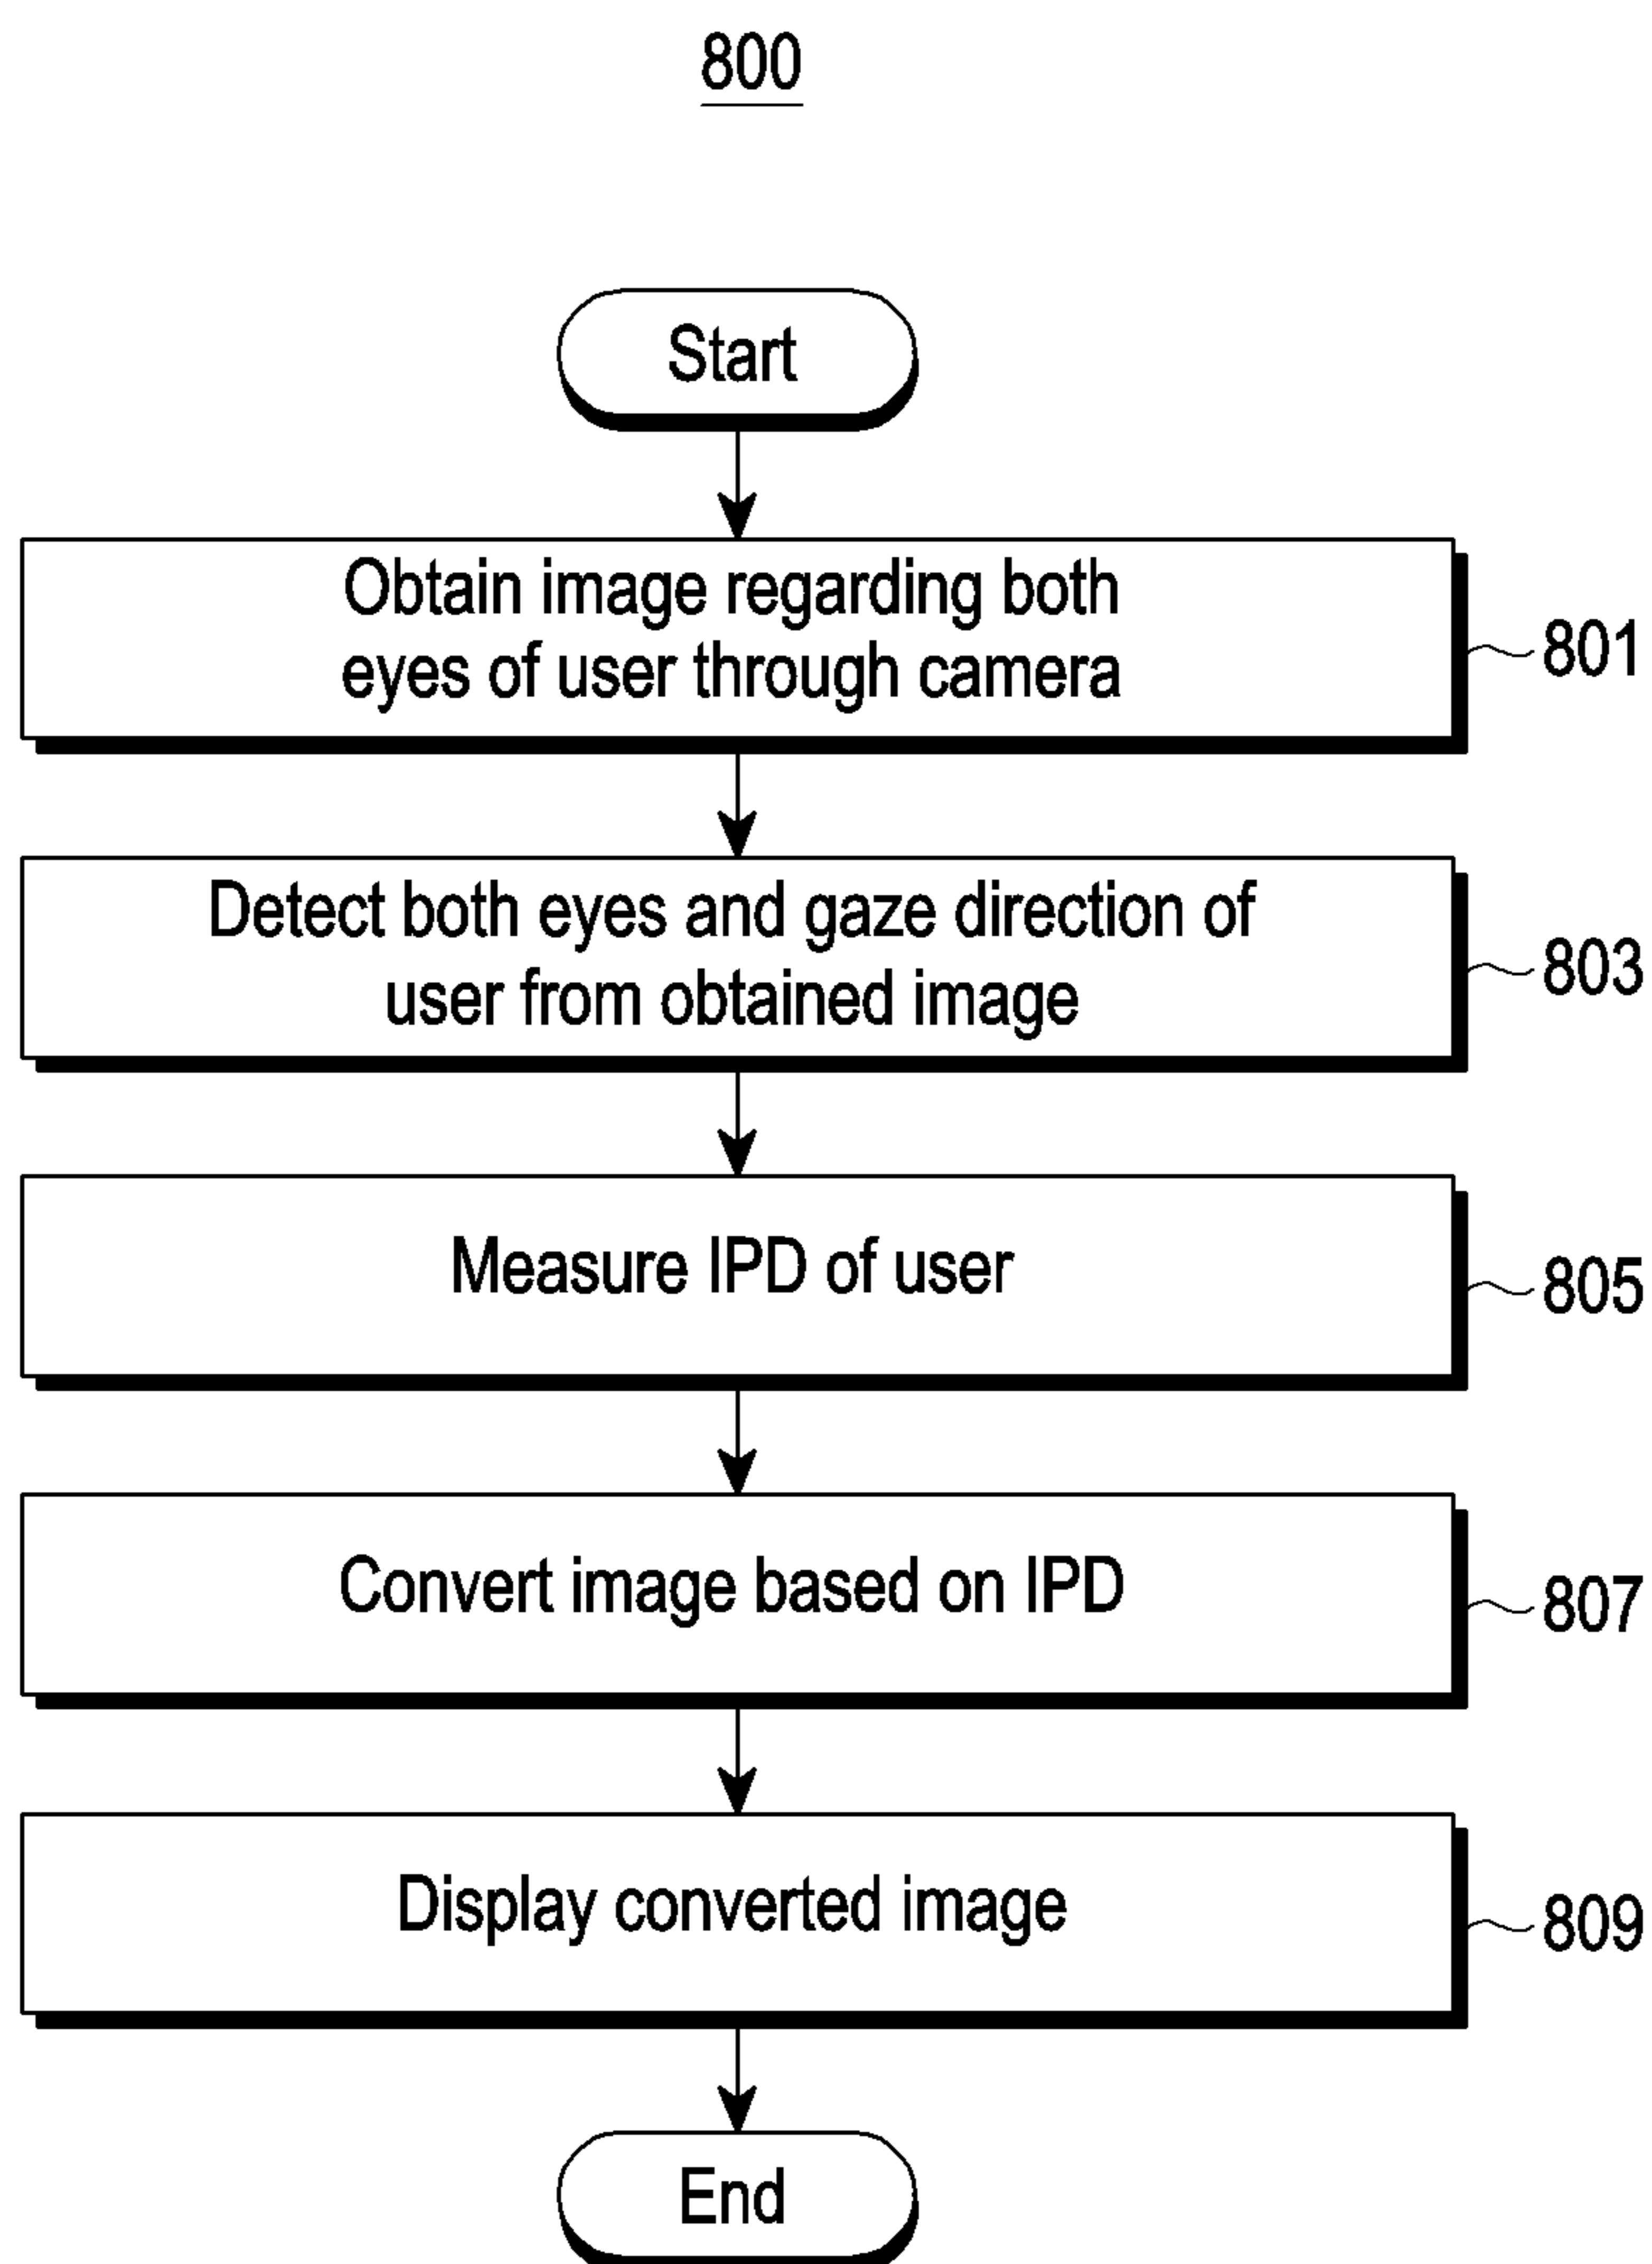 800
Start
Obtain image regarding both
eyes of user through camera
801
Detect both eyes and gaze direction of
user from obtained image
803
Measure IPD of user
805
Convert image based on IPD
807
Display converted image
809
End